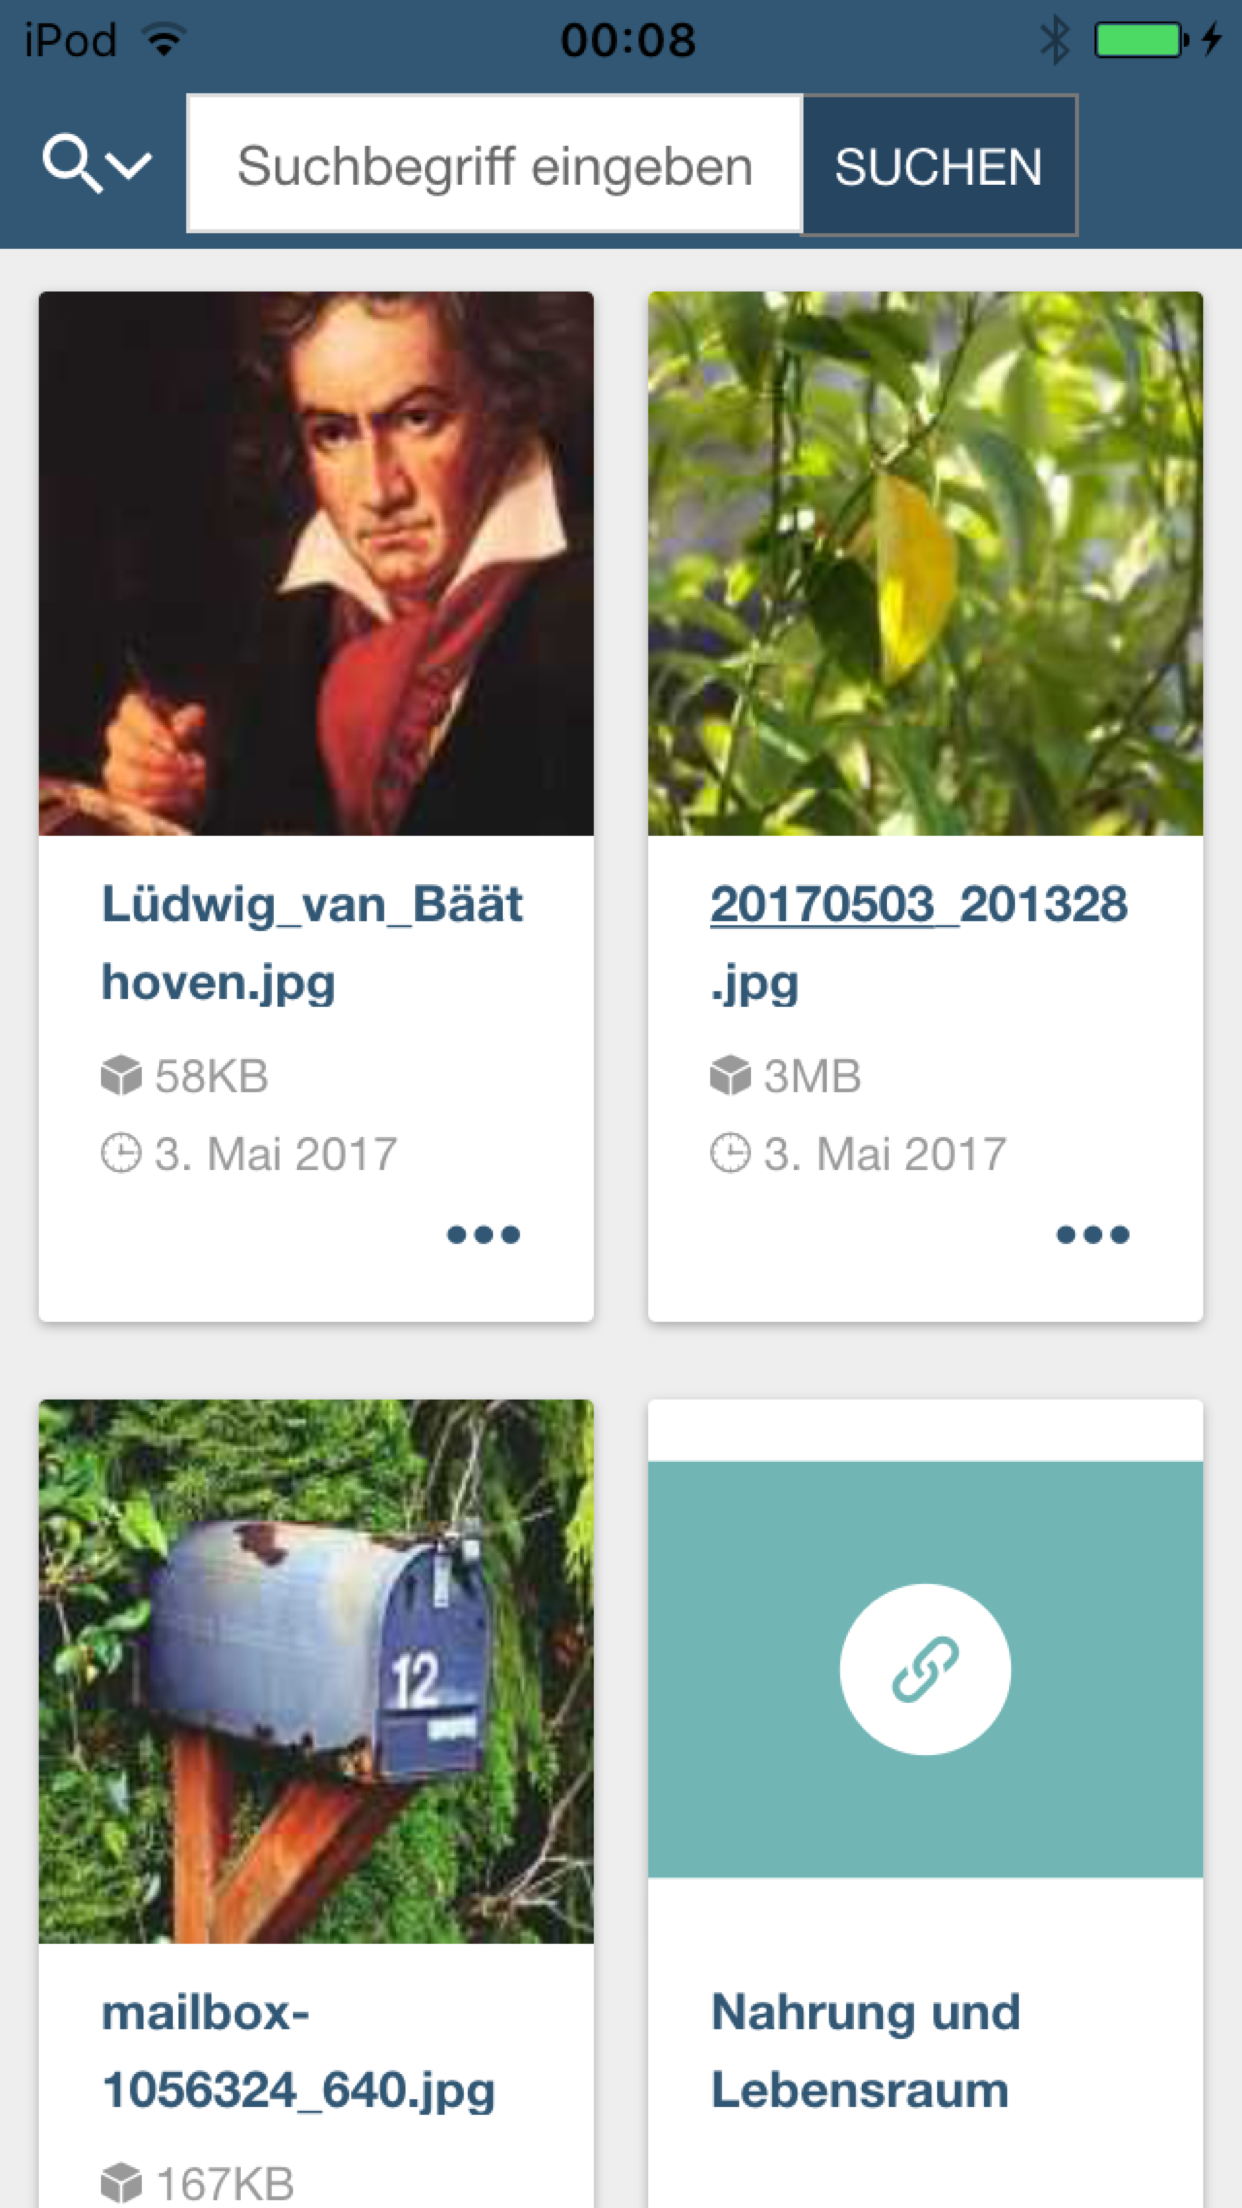 iPod 00:08
Suchbegriff eingeben SUCHEN
Lüdwig_van_Bäät
hoven.jpg
58KB
3. Mai 2017
20170503_201328
.jpg
3MB
3. Mai 2017
12
mailbox-
1056324_640.jpg
167KB
Nahrung und
Lebensraum